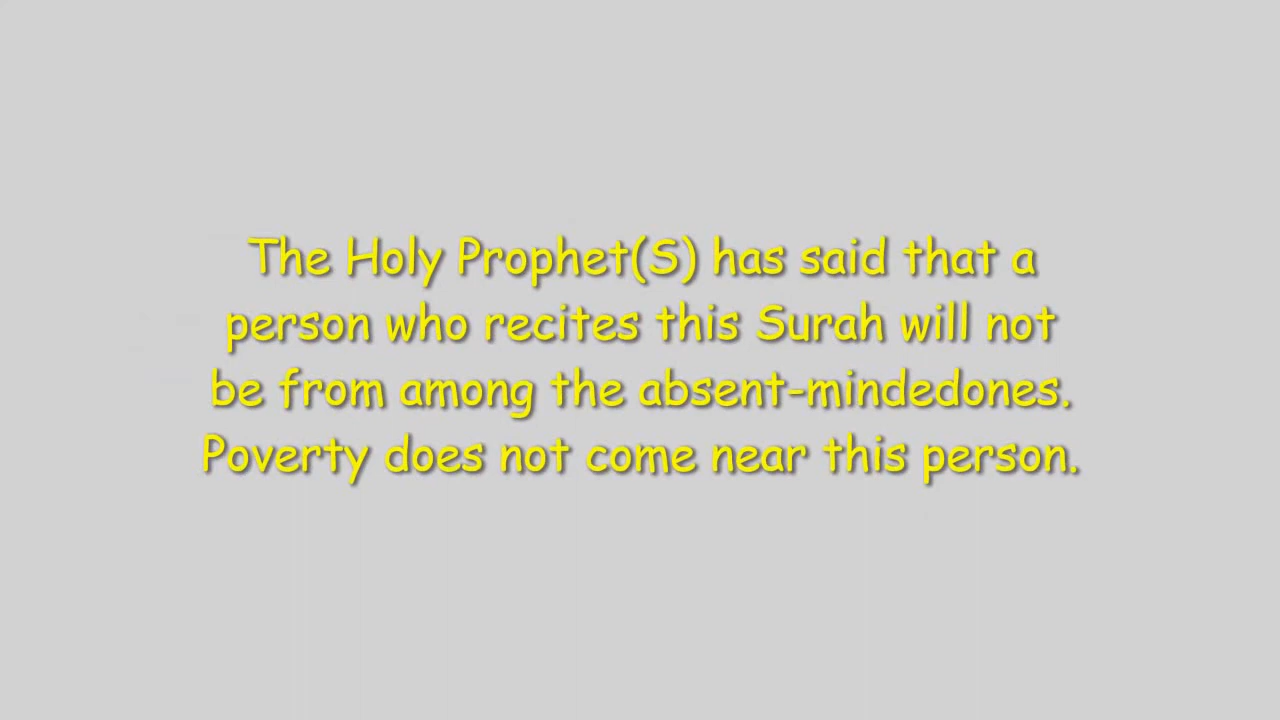 The Holy Prophet(S) has said that a
person who recites this Surah will not
be from among the absent-mindedones.
Poverty does not come near this person.